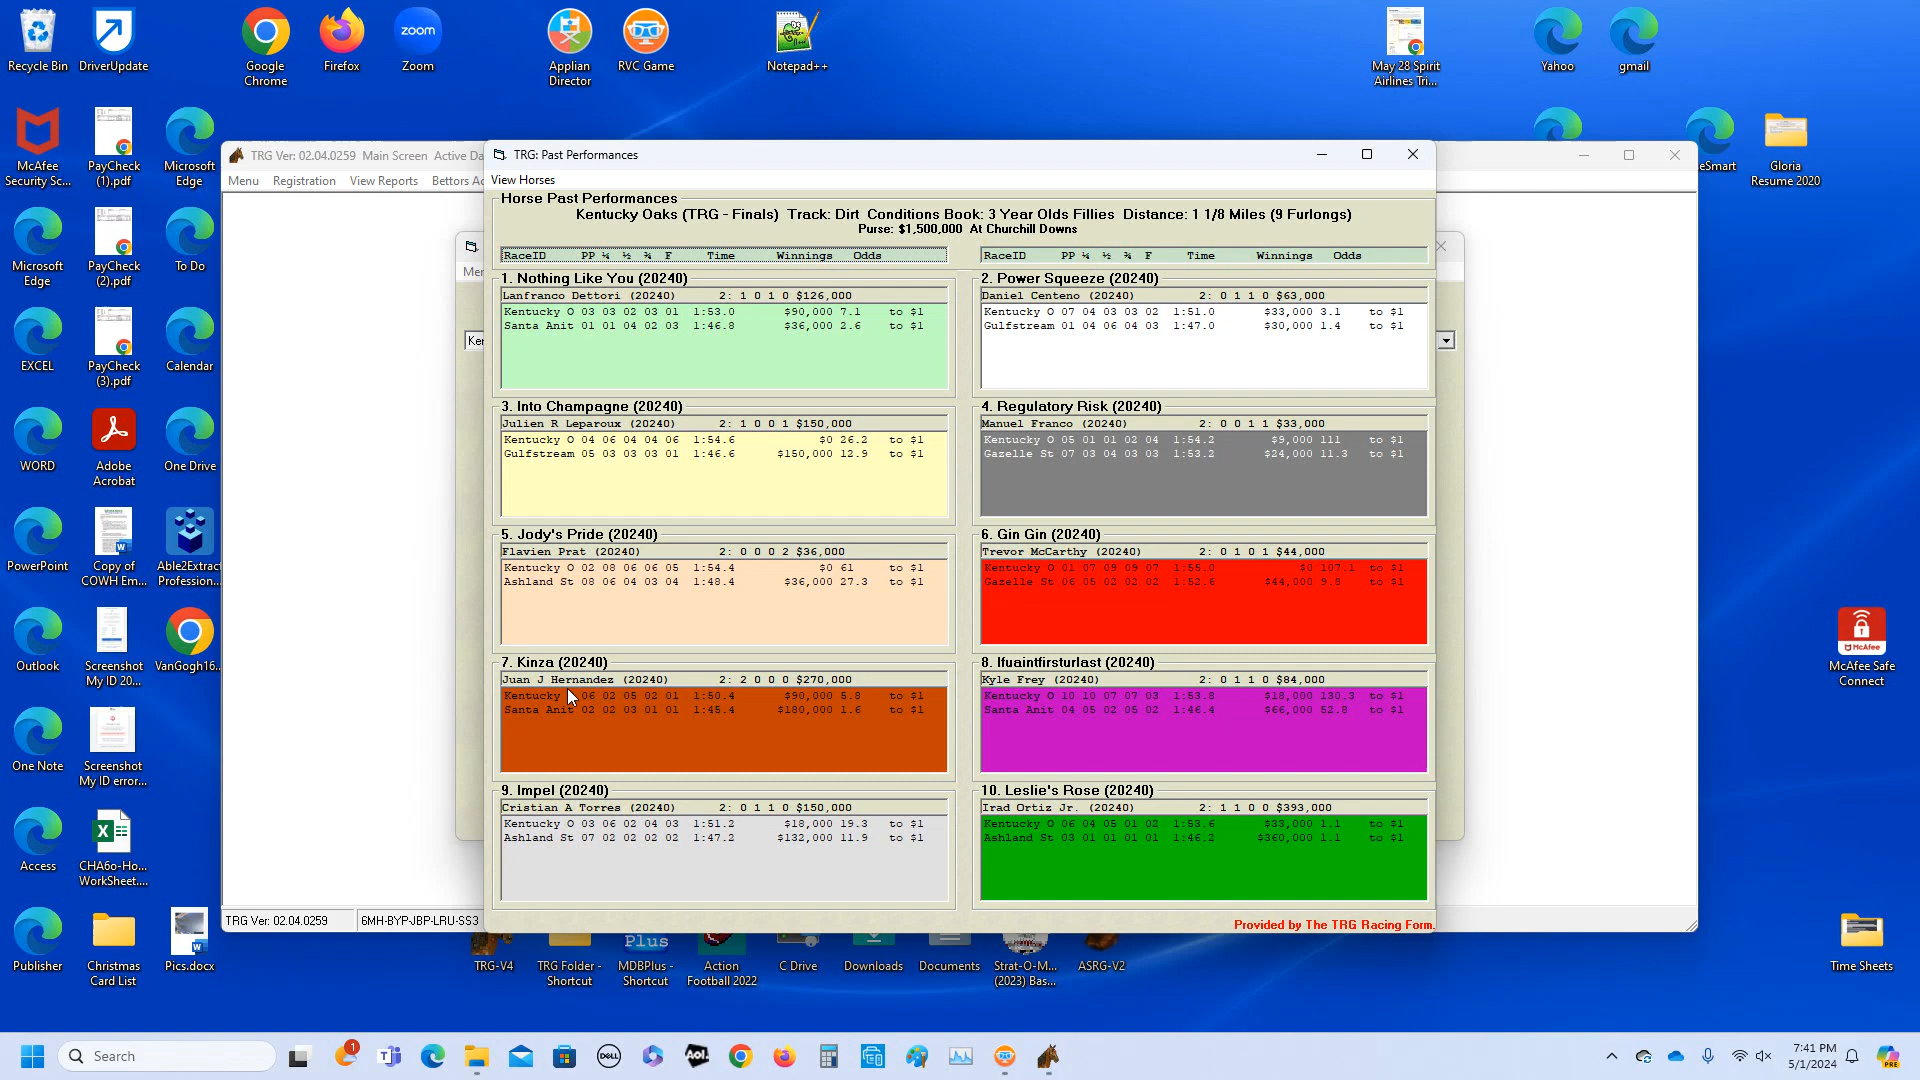 Recycle Bin
DriverUpdate
Google Chrome
Firefox
zoom
Zoom
Applian Director
RVC Game
Notepad++
May 28 Spirit Airlines Tri...
Yahoo
gmail
McAfee Security Sc...
PayCheck (1).pdf
Microsoft Edge
eSmart
Gloria Resume 2020
TRG Ver: 02.04.0259 Main Screen Active Da
Menu Registration View Reports Bettors Ac
TRG: Past Performances
View Horses
Horse Past Performances
Kentucky Oaks (TRG - Finals) Track: Dirt Conditions Book: 3 Year Olds Fillies Distance: 1 1/8 Miles (9 Furlongs)
Purse: $1,500,000 At Churchill Downs
RaceID PP ¼ ½ ¾ F Time Winnings Odds
RaceID PP ¼ ½ ¾ F Time Winnings Odds
1. Nothing Like You (20240)
Lanfranco Dettori (20240) 2: 1 0 1 0 $126,000
Kentucky O 03 03 02 03 01 1:53.0 $90,000 7.1 to $1
Santa Anit 01 01 04 02 03 1:46.8 $36,000 2.6 to $1
2. Power Squeeze (20240)
Daniel Centeno (20240) 2: 0 1 1 0 $63,000
Kentucky O 07 04 03 03 02 1:51.0 $33,000 3.1 to $1
Gulfstream 01 04 06 04 03 1:47.0 $30,000 1.4 to $1
3. Into Champagne (20240)
Julien R Leparoux (20240) 2: 1 0 0 1 $150,000
Kentucky O 04 06 04 04 06 1:54.6 $0 26.2 to $1
Gulfstream 05 03 03 03 01 1:46.6 $150,000 12.9 to $1
4. Regulatory Risk (20240)
Manuel Franco (20240) 2: 0 0 1 1 $33,000
Kentucky O 05 01 01 02 04 1:54.2 $9,000 111 to $1
Gazelle St 07 03 04 03 03 1:53.2 $24,000 11.3 to $1
5. Jody's Pride (20240)
Flavien Prat (20240) 2: 0 0 0 2 $36,000
Kentucky O 02 08 06 06 05 1:54.4 $0 61 to $1
Ashland St 08 06 04 03 04 1:48.4 $36,000 27.3 to $1
6. Gin Gin (20240)
Trevor McCarthy (20240) 2: 0 1 0 1 $44,000
Kentucky O 01 07 09 09 07 1:55.0 $0 107.1 to $1
Gazelle St 06 05 02 02 02 1:52.6 $44,000 9.8 to $1
7. Kinza (20240)
Juan J Hernandez (20240) 2: 2 0 0 0 $270,000
Kentucky 06 02 05 02 01 1:50.4 $90,000 5.8 to $1
Santa Anit 02 02 03 01 01 1:45.4 $180,000 1.6 to $1
8. Ifuaintfirsturlast (20240)
Kyle Frey (20240) 2: 0 1 1 0 $84,000
Kentucky O 10 10 07 07 03 1:53.8 $18,000 130.3 to $1
Santa Anit 04 05 02 05 02 1:46.4 $66,000 52.8 to $1
9. Impel (20240)
Cristian A Torres (20240) 2: 0 1 1 0 $150,000
Kentucky O 03 06 02 04 03 1:51.2 $18,000 19.3 to $1
Ashland St 07 02 02 02 02 1:47.2 $132,000 11.9 to $1
10. Leslie's Rose (20240)
Irad Ortiz Jr. (20240) 2: 1 1 0 0 $393,000
Kentucky O 06 04 05 01 02 1:53.6 $33,000 1.1 to $1
Ashland St 03 01 01 01 01 1:46.2 $360,000 1.1 to $1
Provided by The TRG Racing Form.
Mer
Ker
TRG Ver: 02.04.0259
6MH-BYP-JBP-LRU-SS3
Microsoft Edge
PayCheck (2).pdf
To Do
EXCEL
PayCheck (3).pdf
Calendar
WORD
Adobe Acrobat
One Drive
PowerPoint
Copy of COWH Em...
Able2Extract Profession...
Outlook
Screenshot My ID 20...
VanGogh16...
One Note
Screenshot My ID error...
Access
CHA6o-Ho... WorkSheet....
Publisher
Christmas Card List
Pics.docx
McAfee
McAfee Safe Connect
Time Sheets
TRG-V4
TRG Folder - Shortcut
Plus
MDBPlus - Shortcut
Action Football 2022
C Drive
Downloads
Documents
Strat-O-M... (2023) Bas...
ASRG-V2
Search
1
DELL
Aol.
7:41 PM
5/1/2024
PRE